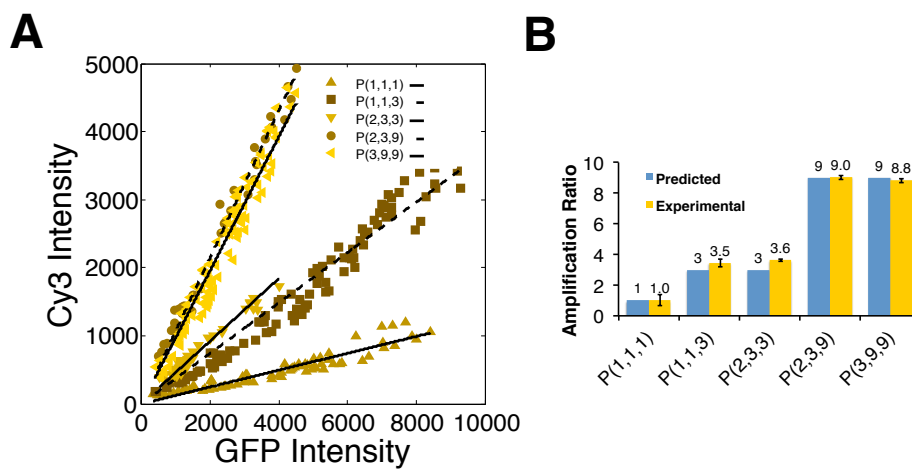 A
B
5000
4000
3000
2000
1000
0
0 2000 4000 6000 8000 10000
Cy3 Intensity
GFP Intensity
P(1,1,1)
P(1,1,3)
P(2,3,3)
P(2,3,9)
P(3,9,9)
Amplification Ratio
10
8
6
4
2
0
Predicted
Experimental
1 1.0
3 3.5
3 3.6
9 9.0
9 8.8
P(1,1,1)
P(1,1,3)
P(2,3,3)
P(2,3,9)
P(3,9,9)